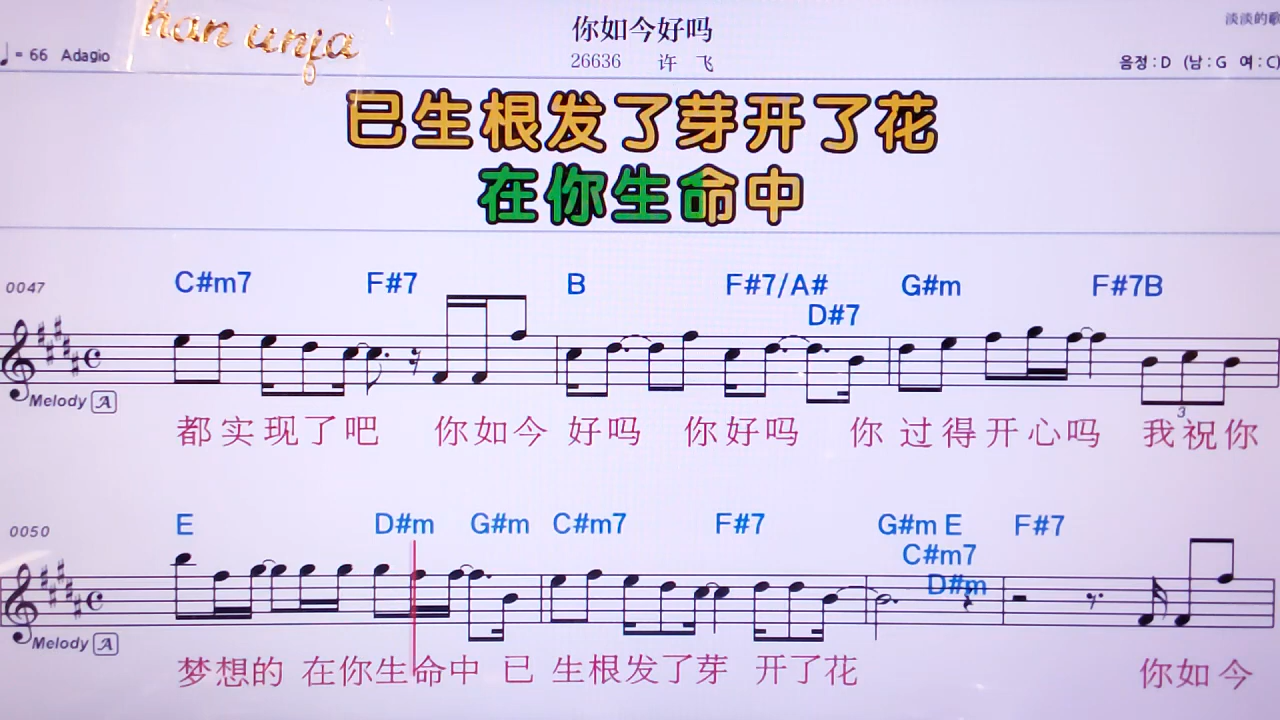 han unja
你如今好吗
淡淡的歌
♩= 66 Adagio
26636 许 飞
음정 : D (남 : G 여 : C)
已生根发了芽开了花
在你生命中
C#m7 F#7 B F#7/A# G#m F#7B
D#7
0047
Melody A
3
都实现了吧 你如今 好吗 你好吗 你 过得开心吗 我祝你
E D#m G#m C#m7 F#7 G#m E F#7
C#m7
D#m
0050
Melody A
梦想的 在你生命中 已 生根发了芽 开了花 你如今